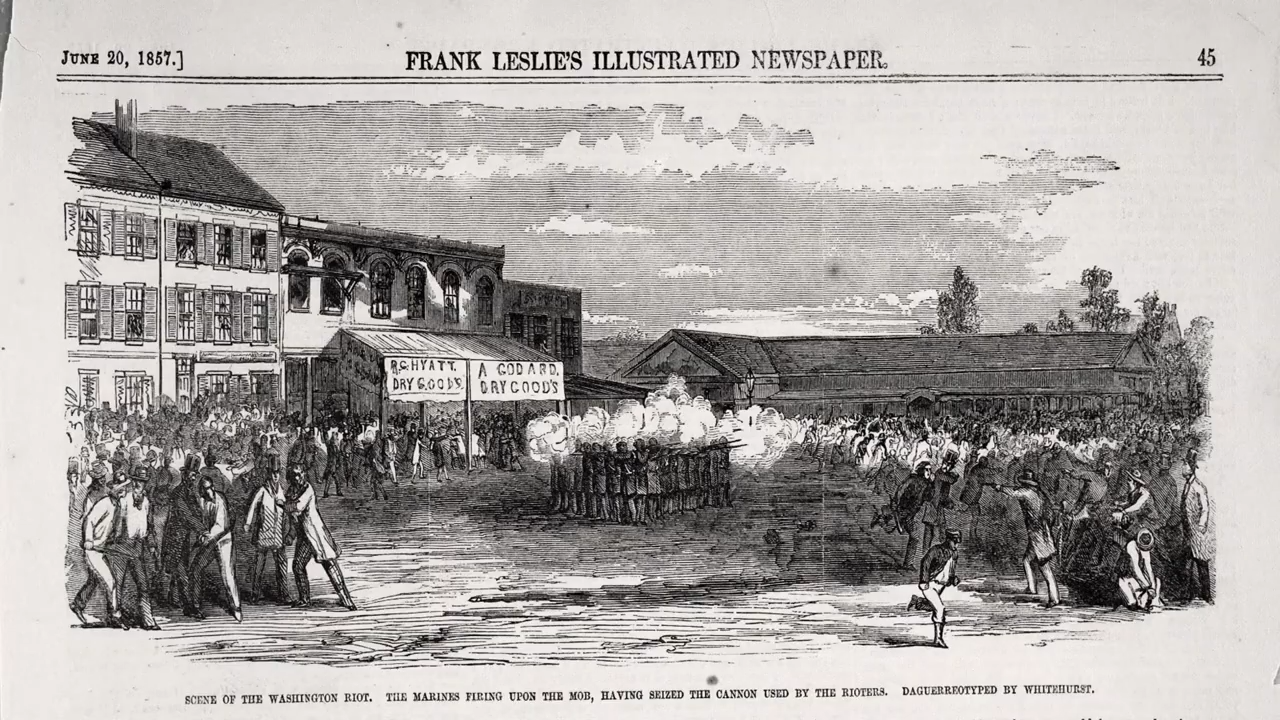 JUNE 20, 1857.]
FRANK LESLIE'S ILLUSTRATED NEWSPAPER.
45
P.G. HYATT.
DRY GOODS
A GODARD.
DRY GOOD'S
SCENE OF THE WASHINGTON RIOT. THE MARINES FIRING UPON THE MOB, HAVING SEIZED THE CANNON USED BY THE RIOTERS. DAGUERREOTYPED BY WHITEHURST.